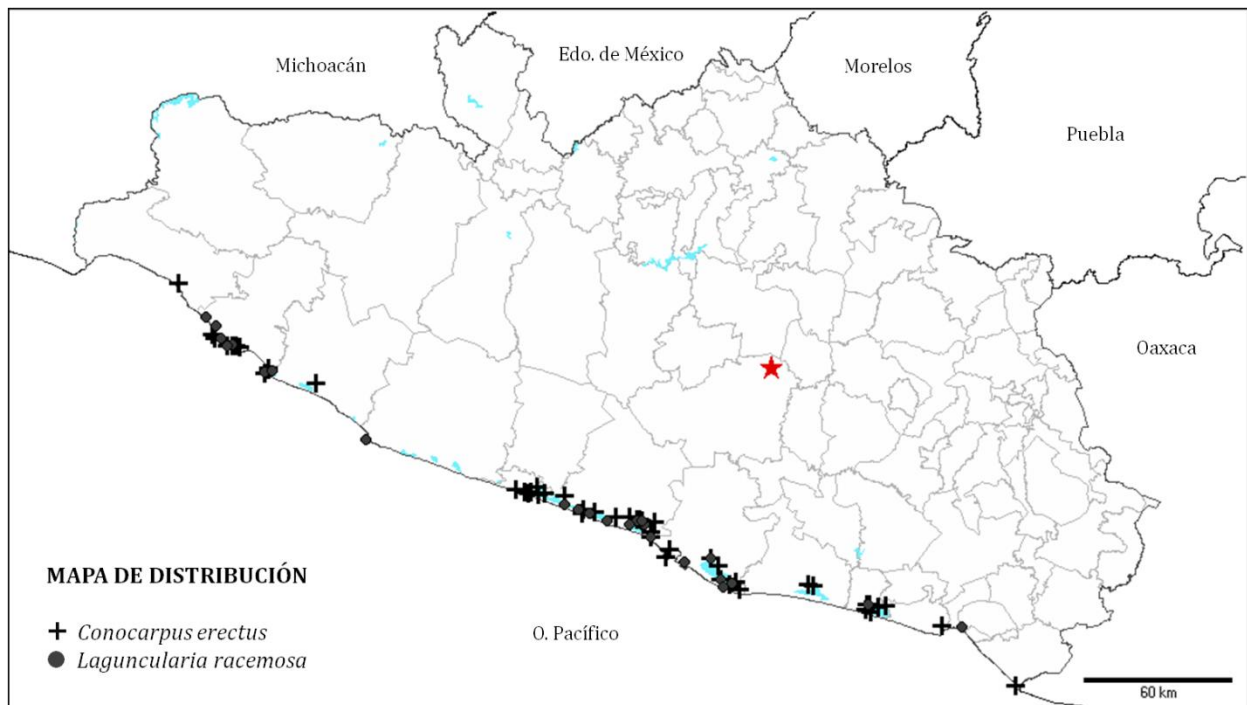 Michoacán
Edo. de México
Morelos
Puebla
Oaxaca
MAPA DE DISTRIBUCIÓN
Conocarpus erectus
Laguncularia racemosa
O. Pacífico
60 km